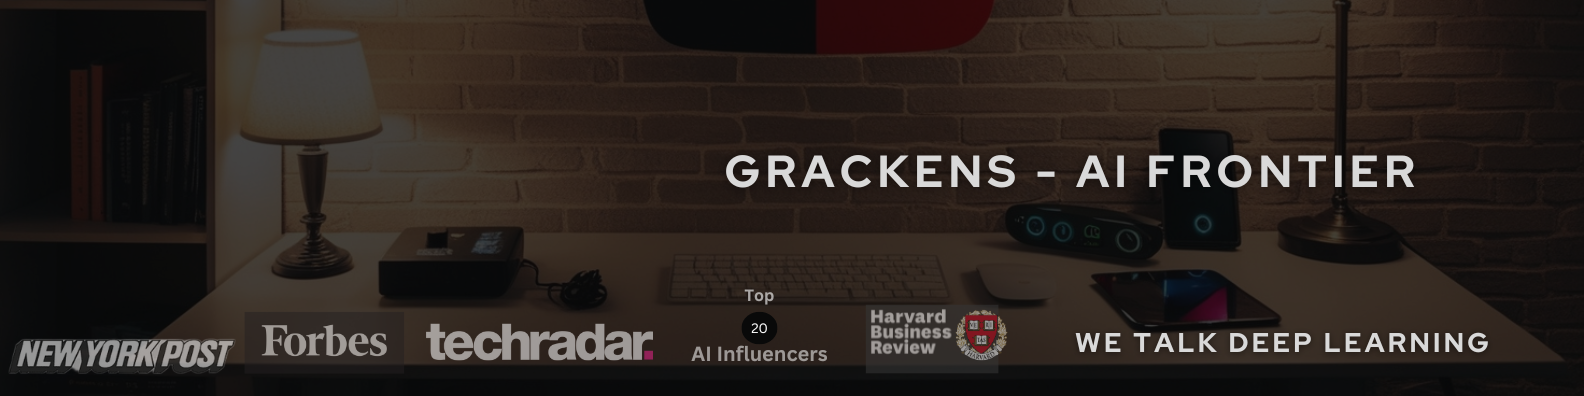 GRACKENS - AI FRONTIER
NEW YORK POST
Forbes
techradar.
Top
20
AI Influencers
Harvard
Business
Review
WE TALK DEEP LEARNING